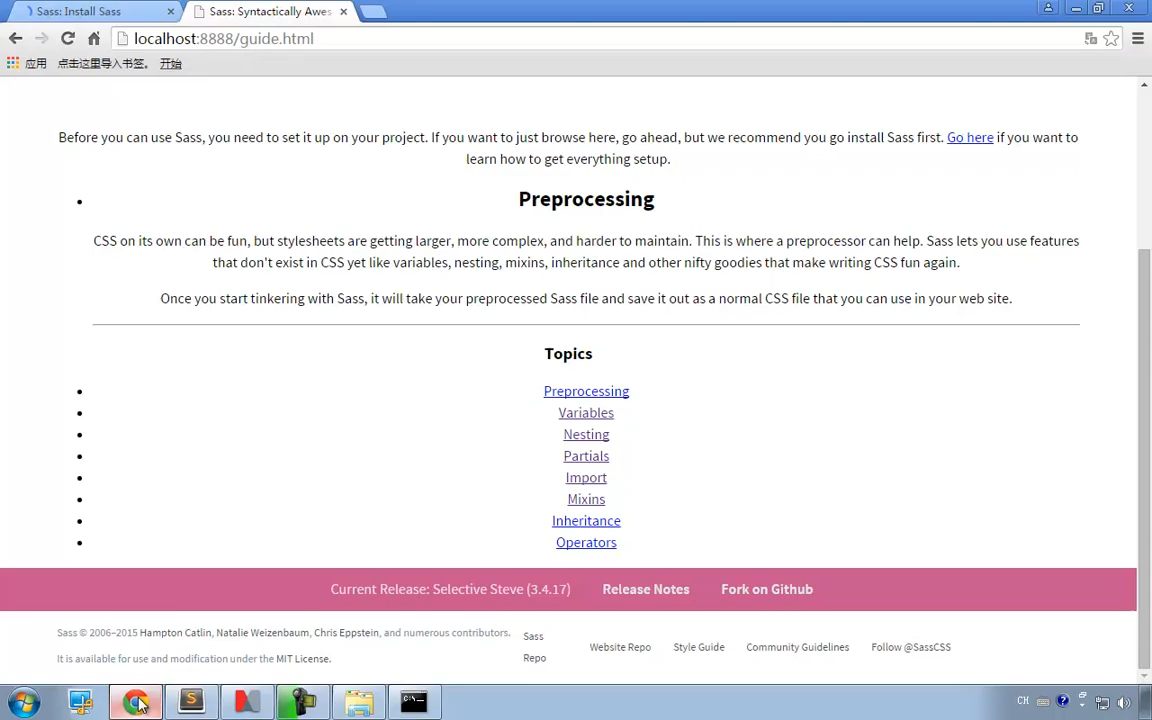 Sass: Install Sass
Sass: Syntactically Awes
localhost:8888/guide.html
应用 点击这里导入书签。 开始
Before you can use Sass, you need to set it up on your project. If you want to just browse here, go ahead, but we recommend you go install Sass first. Go here if you want to
learn how to get everything setup.
Preprocessing
CSS on its own can be fun, but stylesheets are getting larger, more complex, and harder to maintain. This is where a preprocessor can help. Sass lets you use features
that don't exist in CSS yet like variables, nesting, mixins, inheritance and other nifty goodies that make writing CSS fun again.
Once you start tinkering with Sass, it will take your preprocessed Sass file and save it out as a normal CSS file that you can use in your web site.
Topics
Preprocessing
Variables
Nesting
Partials
Import
Mixins
Inheritance
Operators
Current Release: Selective Steve (3.4.17) Release Notes Fork on Github
Sass © 2006–2015 Hampton Catlin, Natalie Weizenbaum, Chris Eppstein, and numerous contributors.
It is available for use and modification under the MIT License.
Sass
Repo
Website Repo Style Guide Community Guidelines Follow @SassCSS
CH